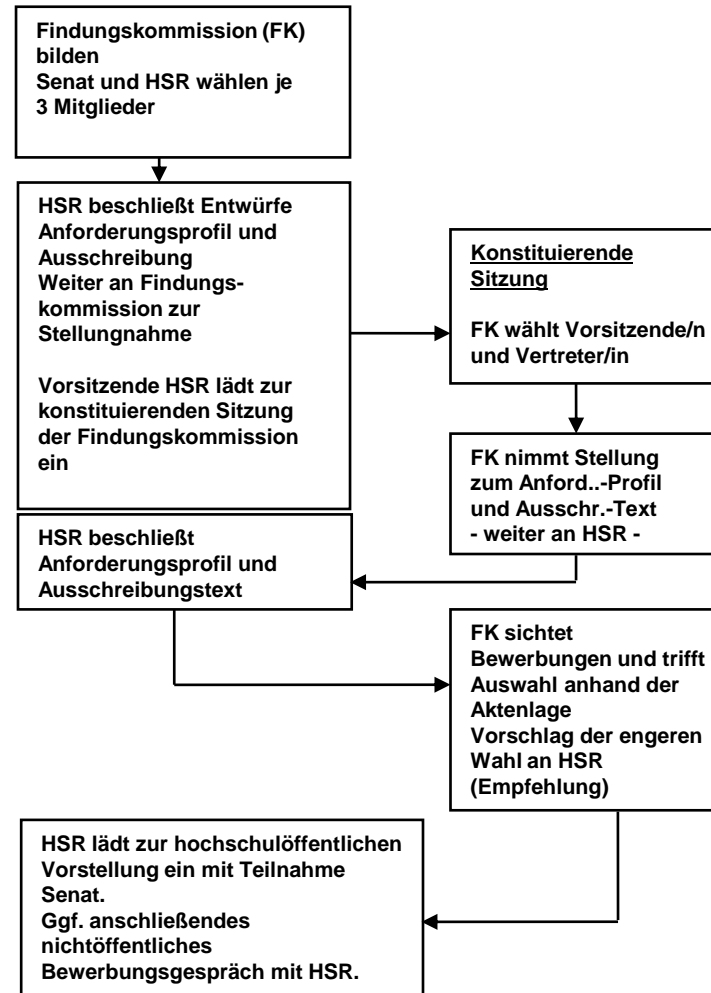 Findungskommission (FK)
bilden
Senat und HSR wählen je
3 Mitglieder
HSR beschließt Entwürfe
Anforderungsprofil und
Ausschreibung
Weiter an Findungs-
kommission zur
Stellungnahme
Vorsitzende HSR lädt zur
konstituierenden Sitzung
der Findungskommission
ein
Konstituierende
Sitzung
FK wählt Vorsitzende/n
und Vertreter/in
FK nimmt Stellung
zum Anford..-Profil
und Ausschr.-Text
- weiter an HSR -
HSR beschließt
Anforderungsprofil und
Ausschreibungstext
FK sichtet
Bewerbungen und trifft
Auswahl anhand der
Aktenlage
Vorschlag der engeren
Wahl an HSR
(Empfehlung)
HSR lädt zur hochschulöffentlichen
Vorstellung ein mit Teilnahme
Senat.
Ggf. anschließendes
nichtöffentliches
Bewerbungsgespräch mit HSR.